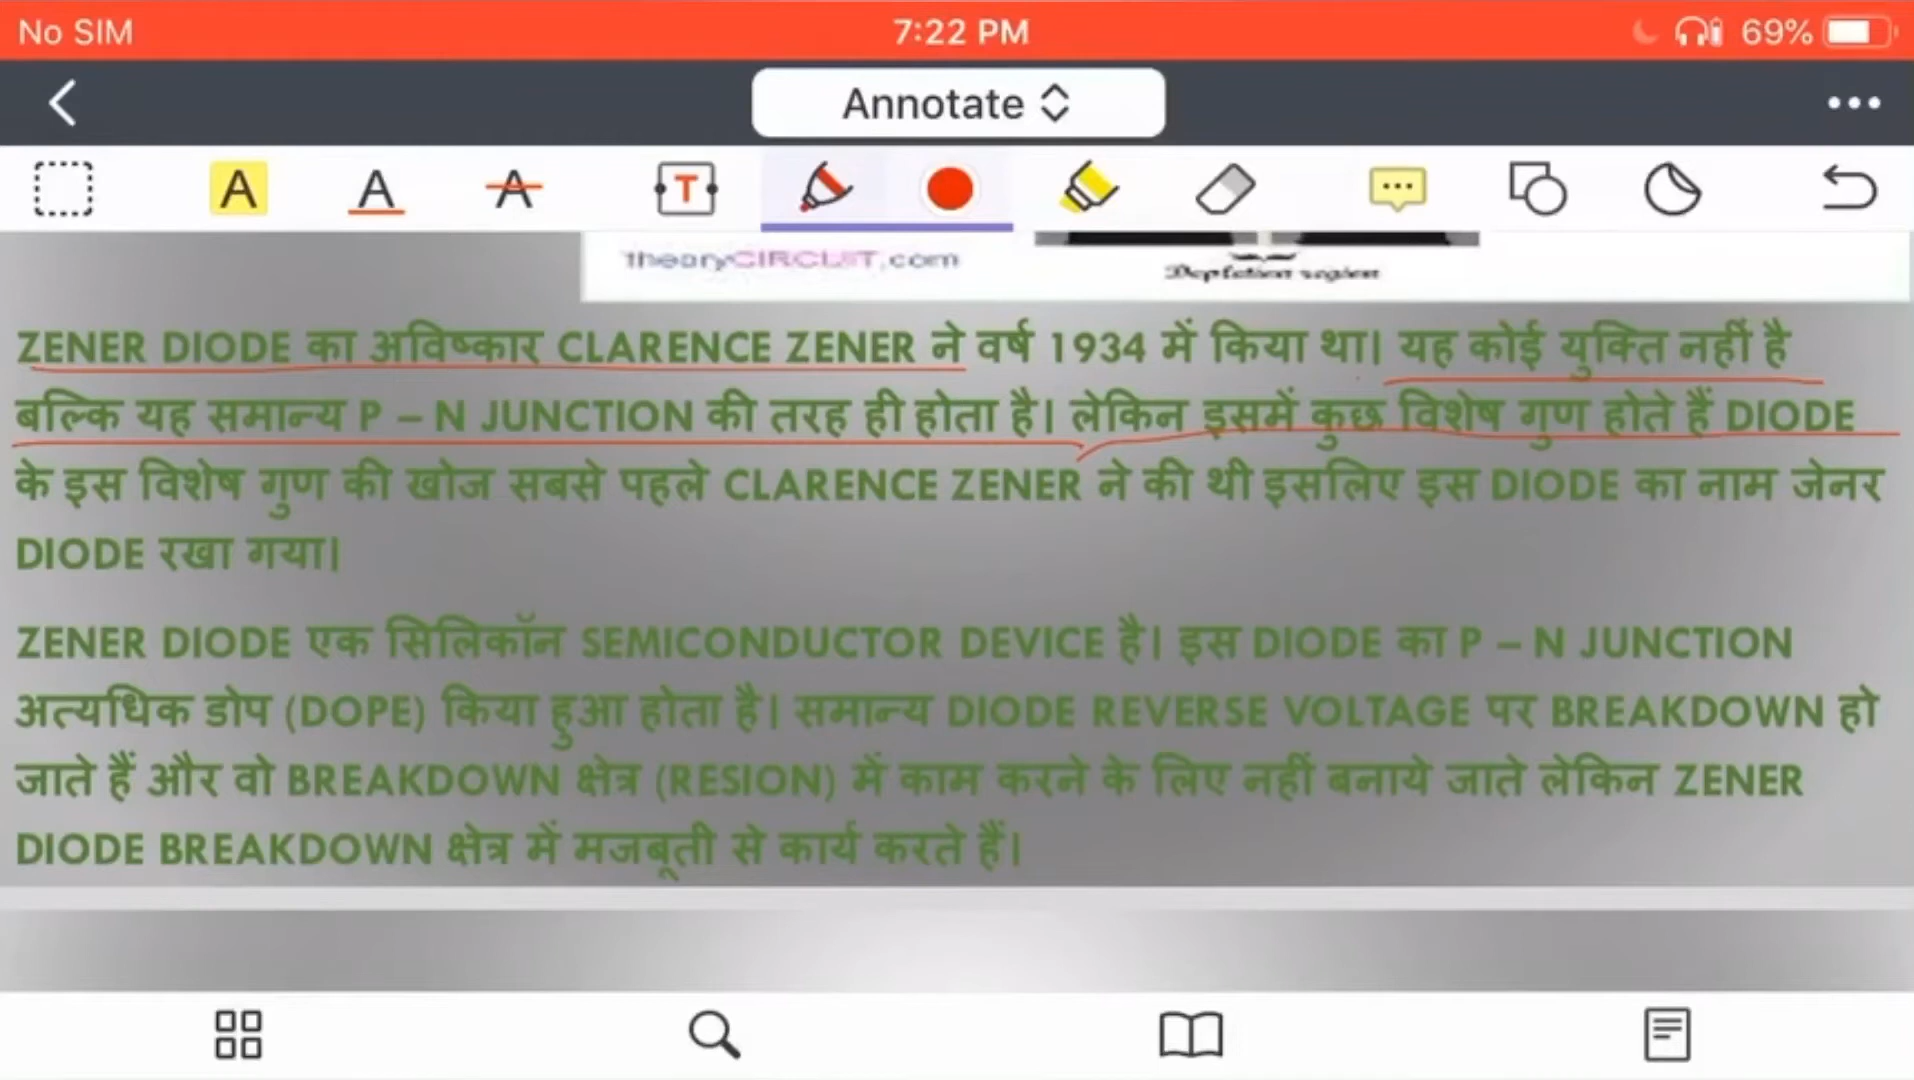 No SIM
7:22 PM
69%
Annotate
A A A T
theoryCIRCUIT.com
Depletion region
ZENER DIODE का अविष्कार CLARENCE ZENER ने वर्ष 1934 में किया था| यह कोई युक्ति नहीं है
बल्कि यह समान्य P – N JUNCTION की तरह ही होता है| लेकिन इसमें कुछ विशेष गुण होते हैं DIODE
के इस विशेष गुण की खोज सबसे पहले CLARENCE ZENER ने की थी इसलिए इस DIODE का नाम जेनर
DIODE रखा गया|
ZENER DIODE एक सिलिकॉन SEMICONDUCTOR DEVICE है| इस DIODE का P – N JUNCTION
अत्यधिक डोप (DOPE) किया हुआ होता है| समान्य DIODE REVERSE VOLTAGE पर BREAKDOWN हो
जाते हैं और वो BREAKDOWN क्षेत्र (RESION) में काम करने के लिए नहीं बनाये जाते लेकिन ZENER
DIODE BREAKDOWN क्षेत्र में मजबूती से कार्य करते हैं|